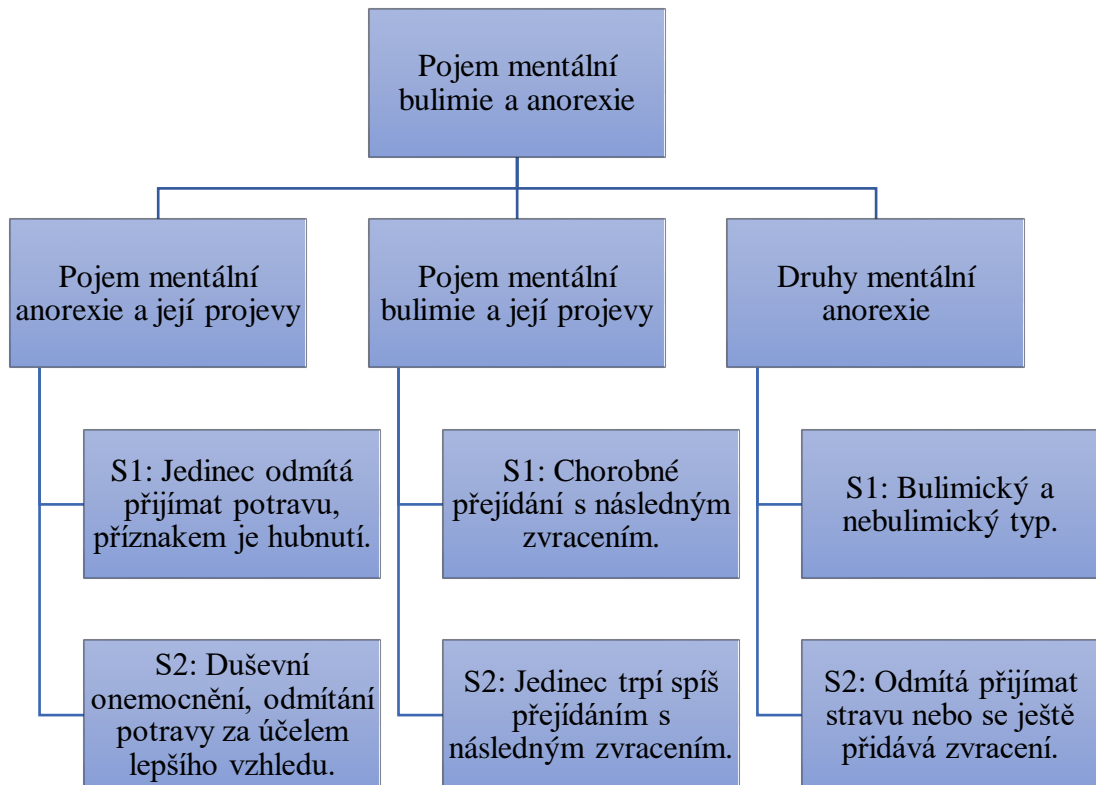 Pojem mentální
bulimie a anorexie
Pojem mentální
anorexie a její projevy
Pojem mentální
bulimie a její projevy
Druhy mentální
anorexie
S1: Jedinec odmítá
přijímat potravu,
příznakem je hubnutí.
S1: Chorobné
přejídání s následným
zvracením.
S1: Bulimický a
nebulimický typ.
S2: Duševní
onemocnění, odmítání
potravy za účelem
lepšího vzhledu.
S2: Jedinec trpí spíš
přejídáním s
následným zvracením.
S2: Odmítá přijímat
stravu nebo se ještě
přidává zvracení.